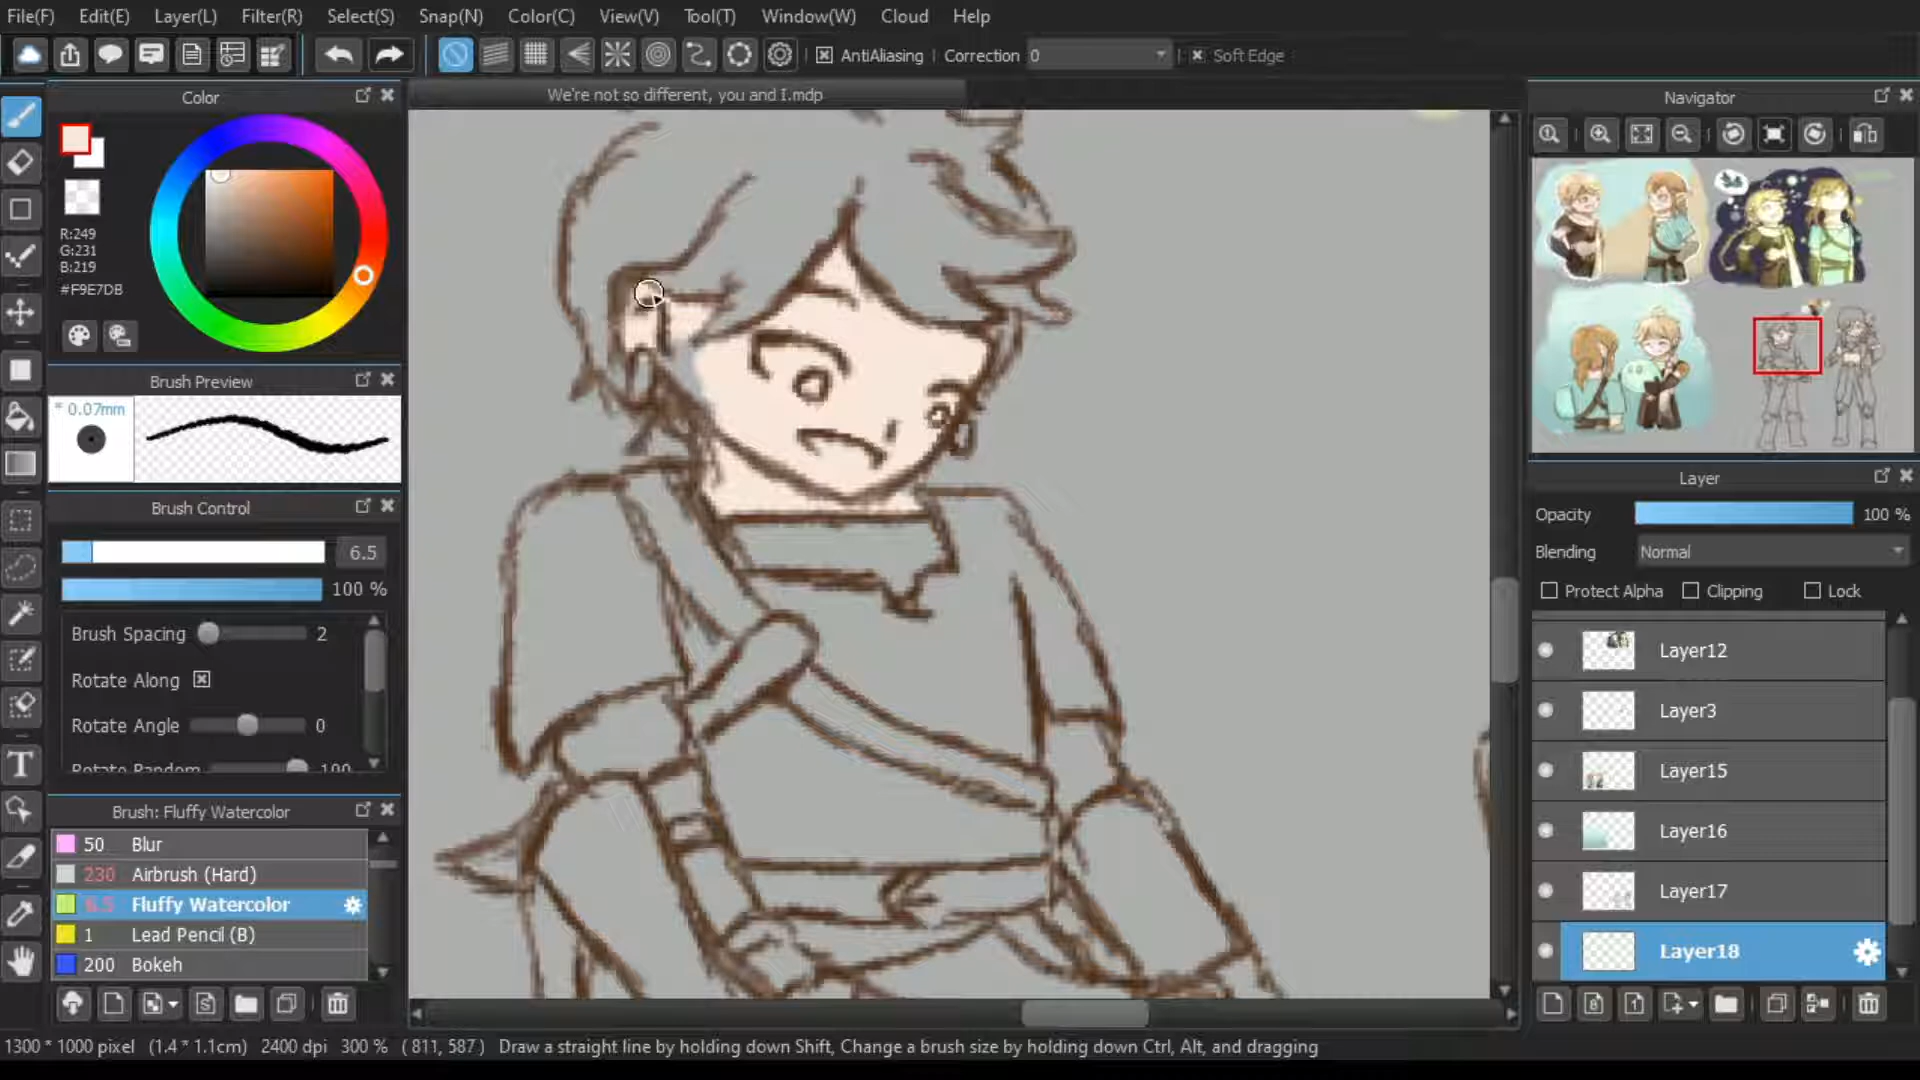 File(F) Edit(E) Layer(L) Filter(R) Select(S) Snap(N) Color(C) View(V) Tool(T) Window(W) Cloud Help
AntiAliasing Correction 0 Soft Edge
Color
We're not so different, you and I.mdp
Navigator
R:249
G:231
B:219
#F9E7DB
Brush Preview
* 0.07mm
Brush Control
6.5
100 %
Brush Spacing 2
Rotate Along
Rotate Angle 0
Rotate Random 100
Brush: Fluffy Watercolor
50 Blur
230 Airbrush (Hard)
6.5 Fluffy Watercolor
1 Lead Pencil (B)
200 Bokeh
Layer
Opacity 100 %
Blending Normal
Protect Alpha Clipping Lock
Layer12
Layer3
Layer15
Layer16
Layer17
Layer18
1300 * 1000 pixel (1.4 * 1.1cm) 2400 dpi 300 % ( 811, 587 ) Draw a straight line by holding down Shift, Change a brush size by holding down Ctrl, Alt, and dragging